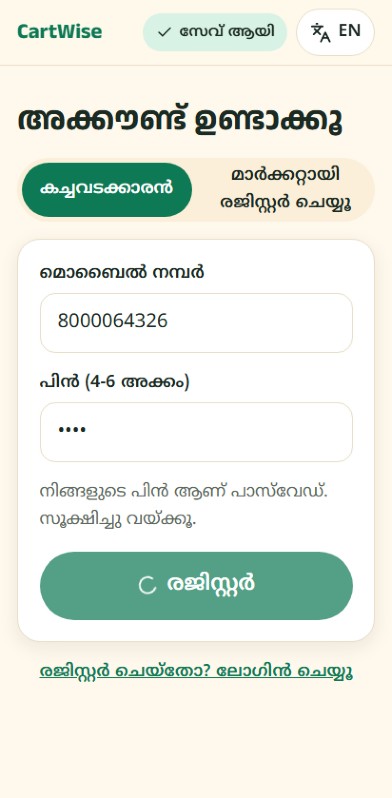 CartWise
സേവ് ആയി
EN
അക്കൗണ്ട് ഉണ്ടാക്കൂ
കച്ചവടക്കാരൻ
മാർക്കറ്റായി
രജിസ്റ്റർ ചെയ്യൂ
മൊബൈൽ നമ്പർ
8000064326
പിൻ (4-6 അക്കം)
••••
നിങ്ങളുടെ പിൻ ആണ് പാസ്‌വേഡ്.
സൂക്ഷിച്ചു വയ്ക്കൂ.
രജിസ്റ്റർ
രജിസ്റ്റർ ചെയ്തോ? ലോഗിൻ ചെയ്യൂ